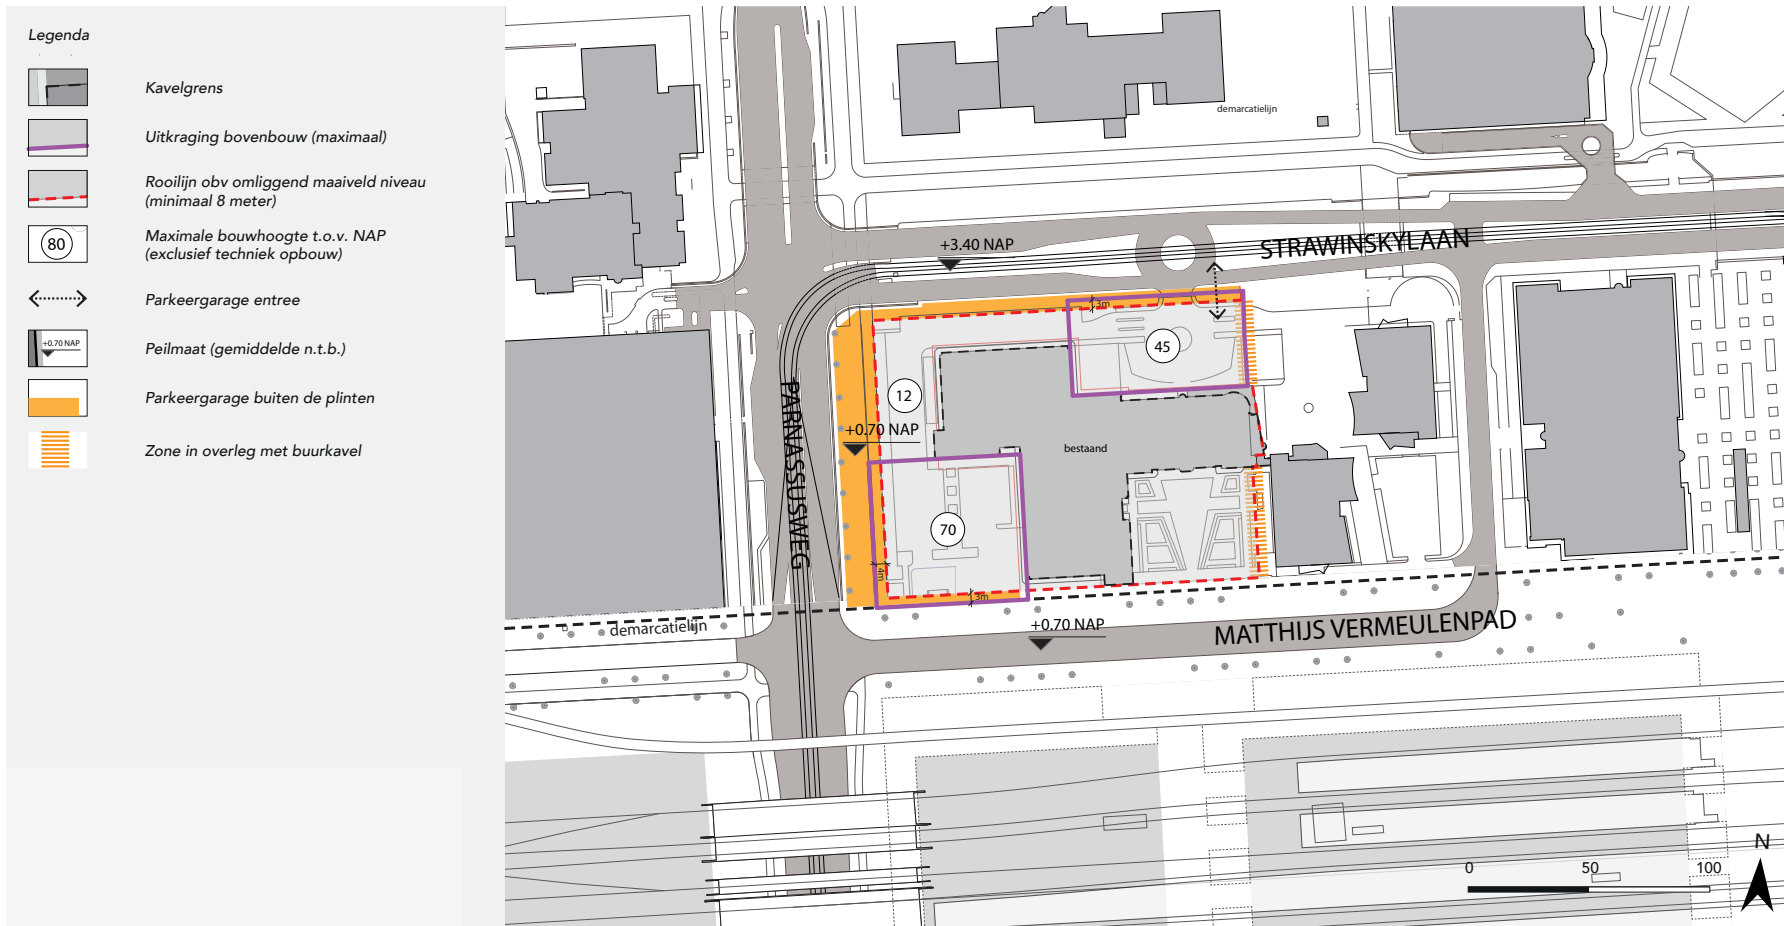 Legenda
Kavelgrens
Uitkraging bovenbouw (maximaal)
Rooilijn obv omliggend maaiveld niveau
(minimaal 8 meter)
80
Maximale bouwhoogte t.o.v. NAP
(exclusief techniek opbouw)
Parkeergarage entree
+0.70 NAP
Peilmaat (gemiddelde n.t.b.)
Parkeergarage buiten de plinten
Zone in overleg met buurkavel
demarcatielijn
+3.40 NAP
STRAWINSKYLAAN
3m
45
12
PARNASSUSWEG
+0.70 NAP
bestaand
70
4m
3m
demarcatielijn
+0.70 NAP
MATTHIJS VERMEULENPAD
N
0 50 100